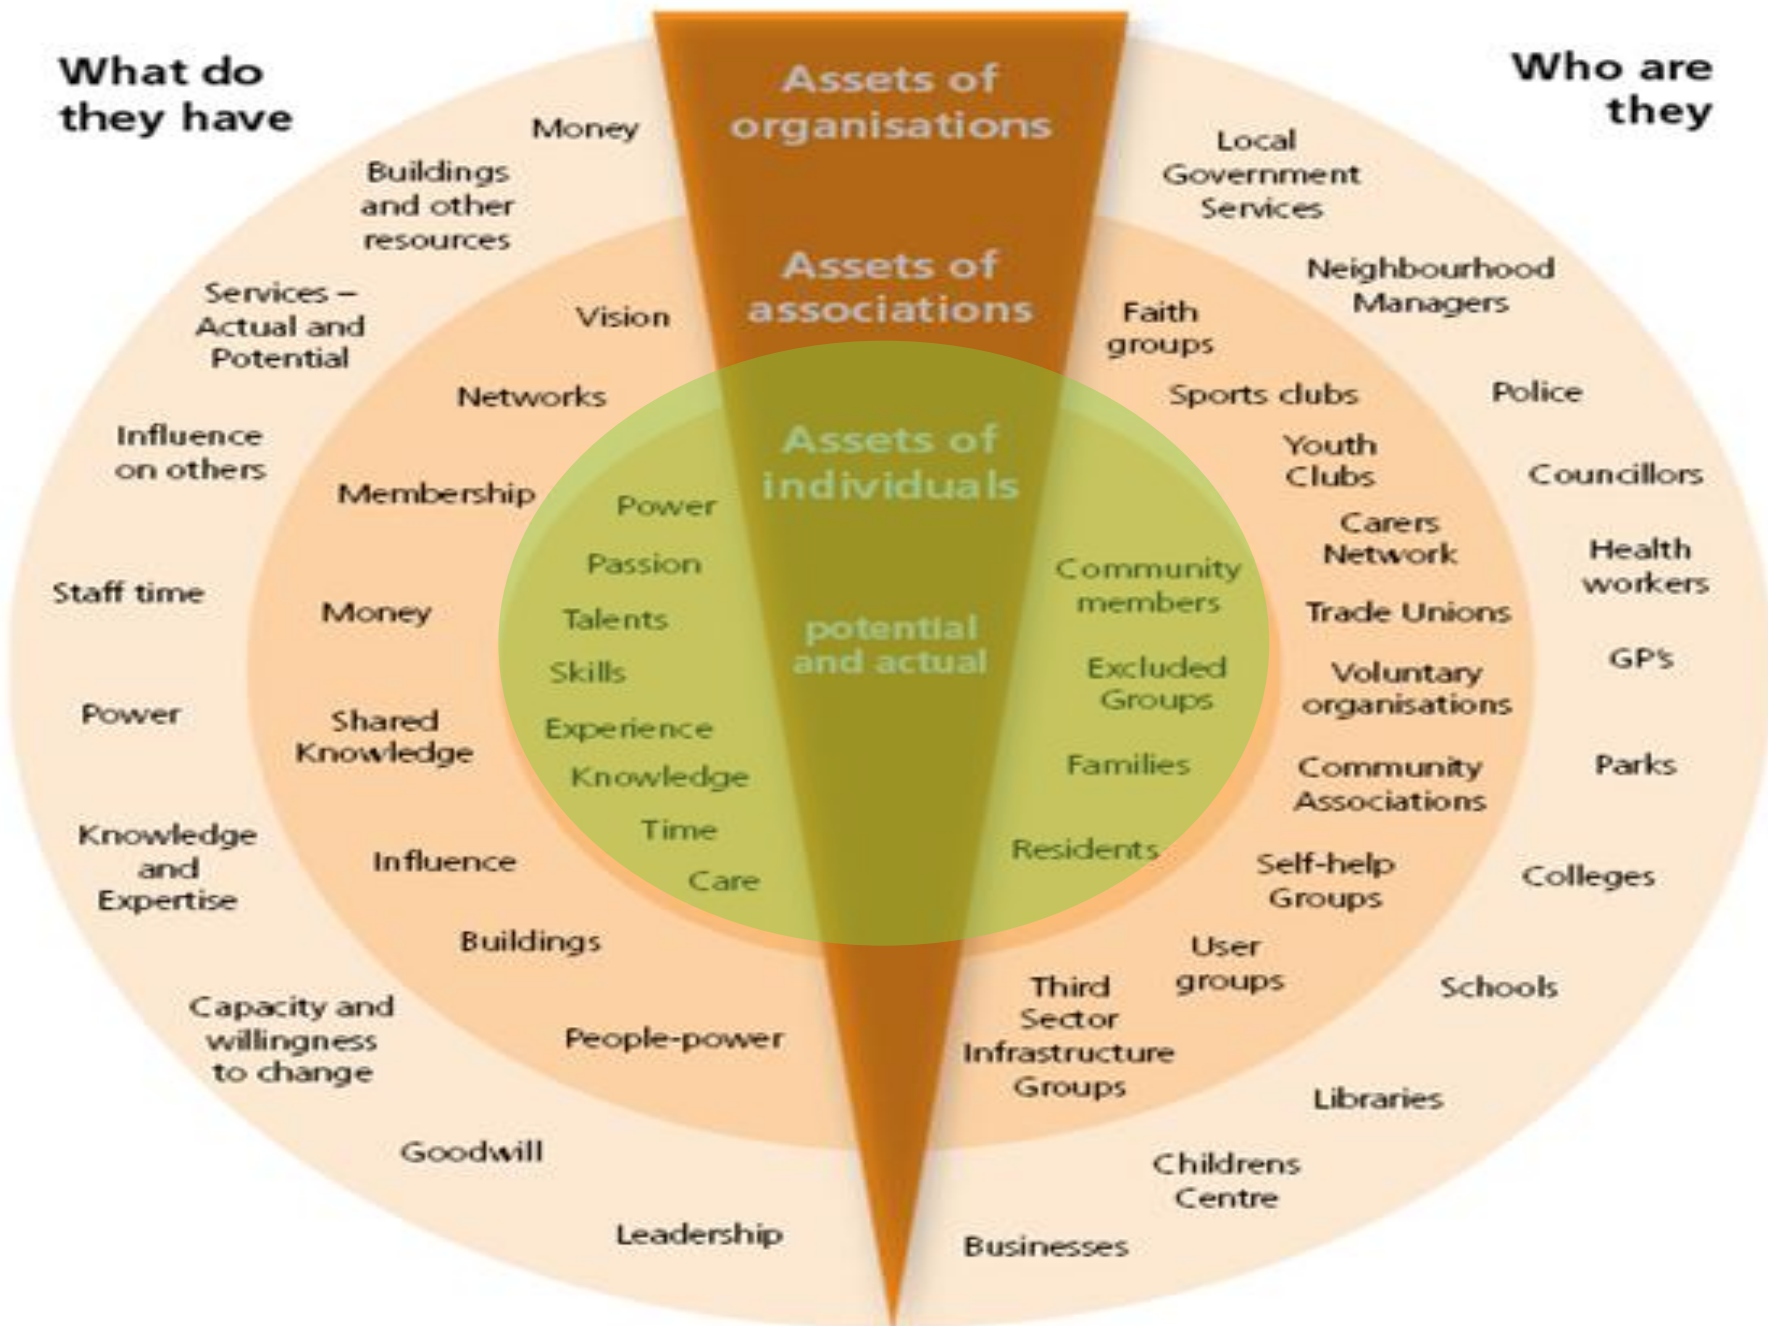 What do
they have
Who are
they
Assets of
organisations
Assets of
associations
Assets of
individuals
potential
and actual
Money
Buildings
and other
resources
Services –
Actual and
Potential
Influence
on others
Staff time
Power
Knowledge
and
Expertise
Capacity and
willingness
to change
Goodwill
Leadership
Vision
Networks
Membership
Money
Shared
Knowledge
Influence
Buildings
People-power
Power
Passion
Talents
Skills
Experience
Knowledge
Time
Care
Community
members
Excluded
Groups
Families
Residents
Faith
groups
Sports clubs
Youth
Clubs
Carers
Network
Trade Unions
Voluntary
organisations
Community
Associations
Self-help
Groups
User
groups
Third
Sector
Infrastructure
Groups
Local
Government
Services
Neighbourhood
Managers
Police
Councillors
Health
workers
GP's
Parks
Colleges
Schools
Libraries
Childrens
Centre
Businesses